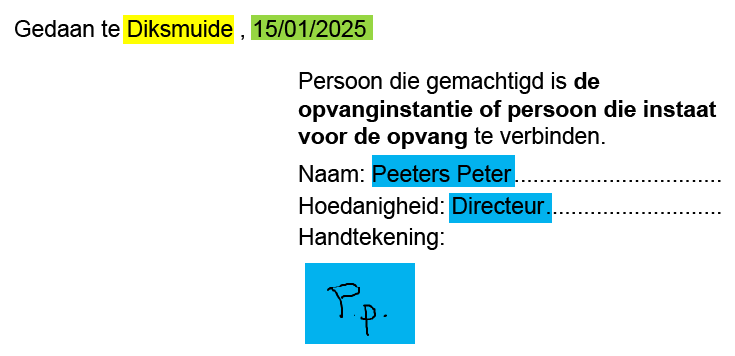 Gedaan te Diksmuide , 15/01/2025
Persoon die gemachtigd is de
opvanginstantie of persoon die instaat
voor de opvang te verbinden.
Naam: Peeters Peter.................................
Hoedanigheid: Directeur............................
Handtekening:
P.p.